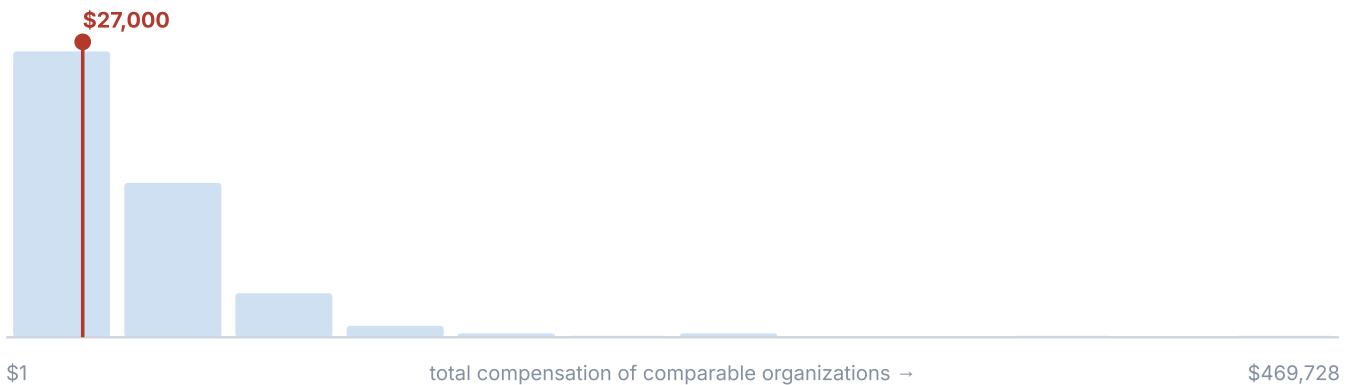 $27,000
$1 total compensation of comparable organizations → $469,728